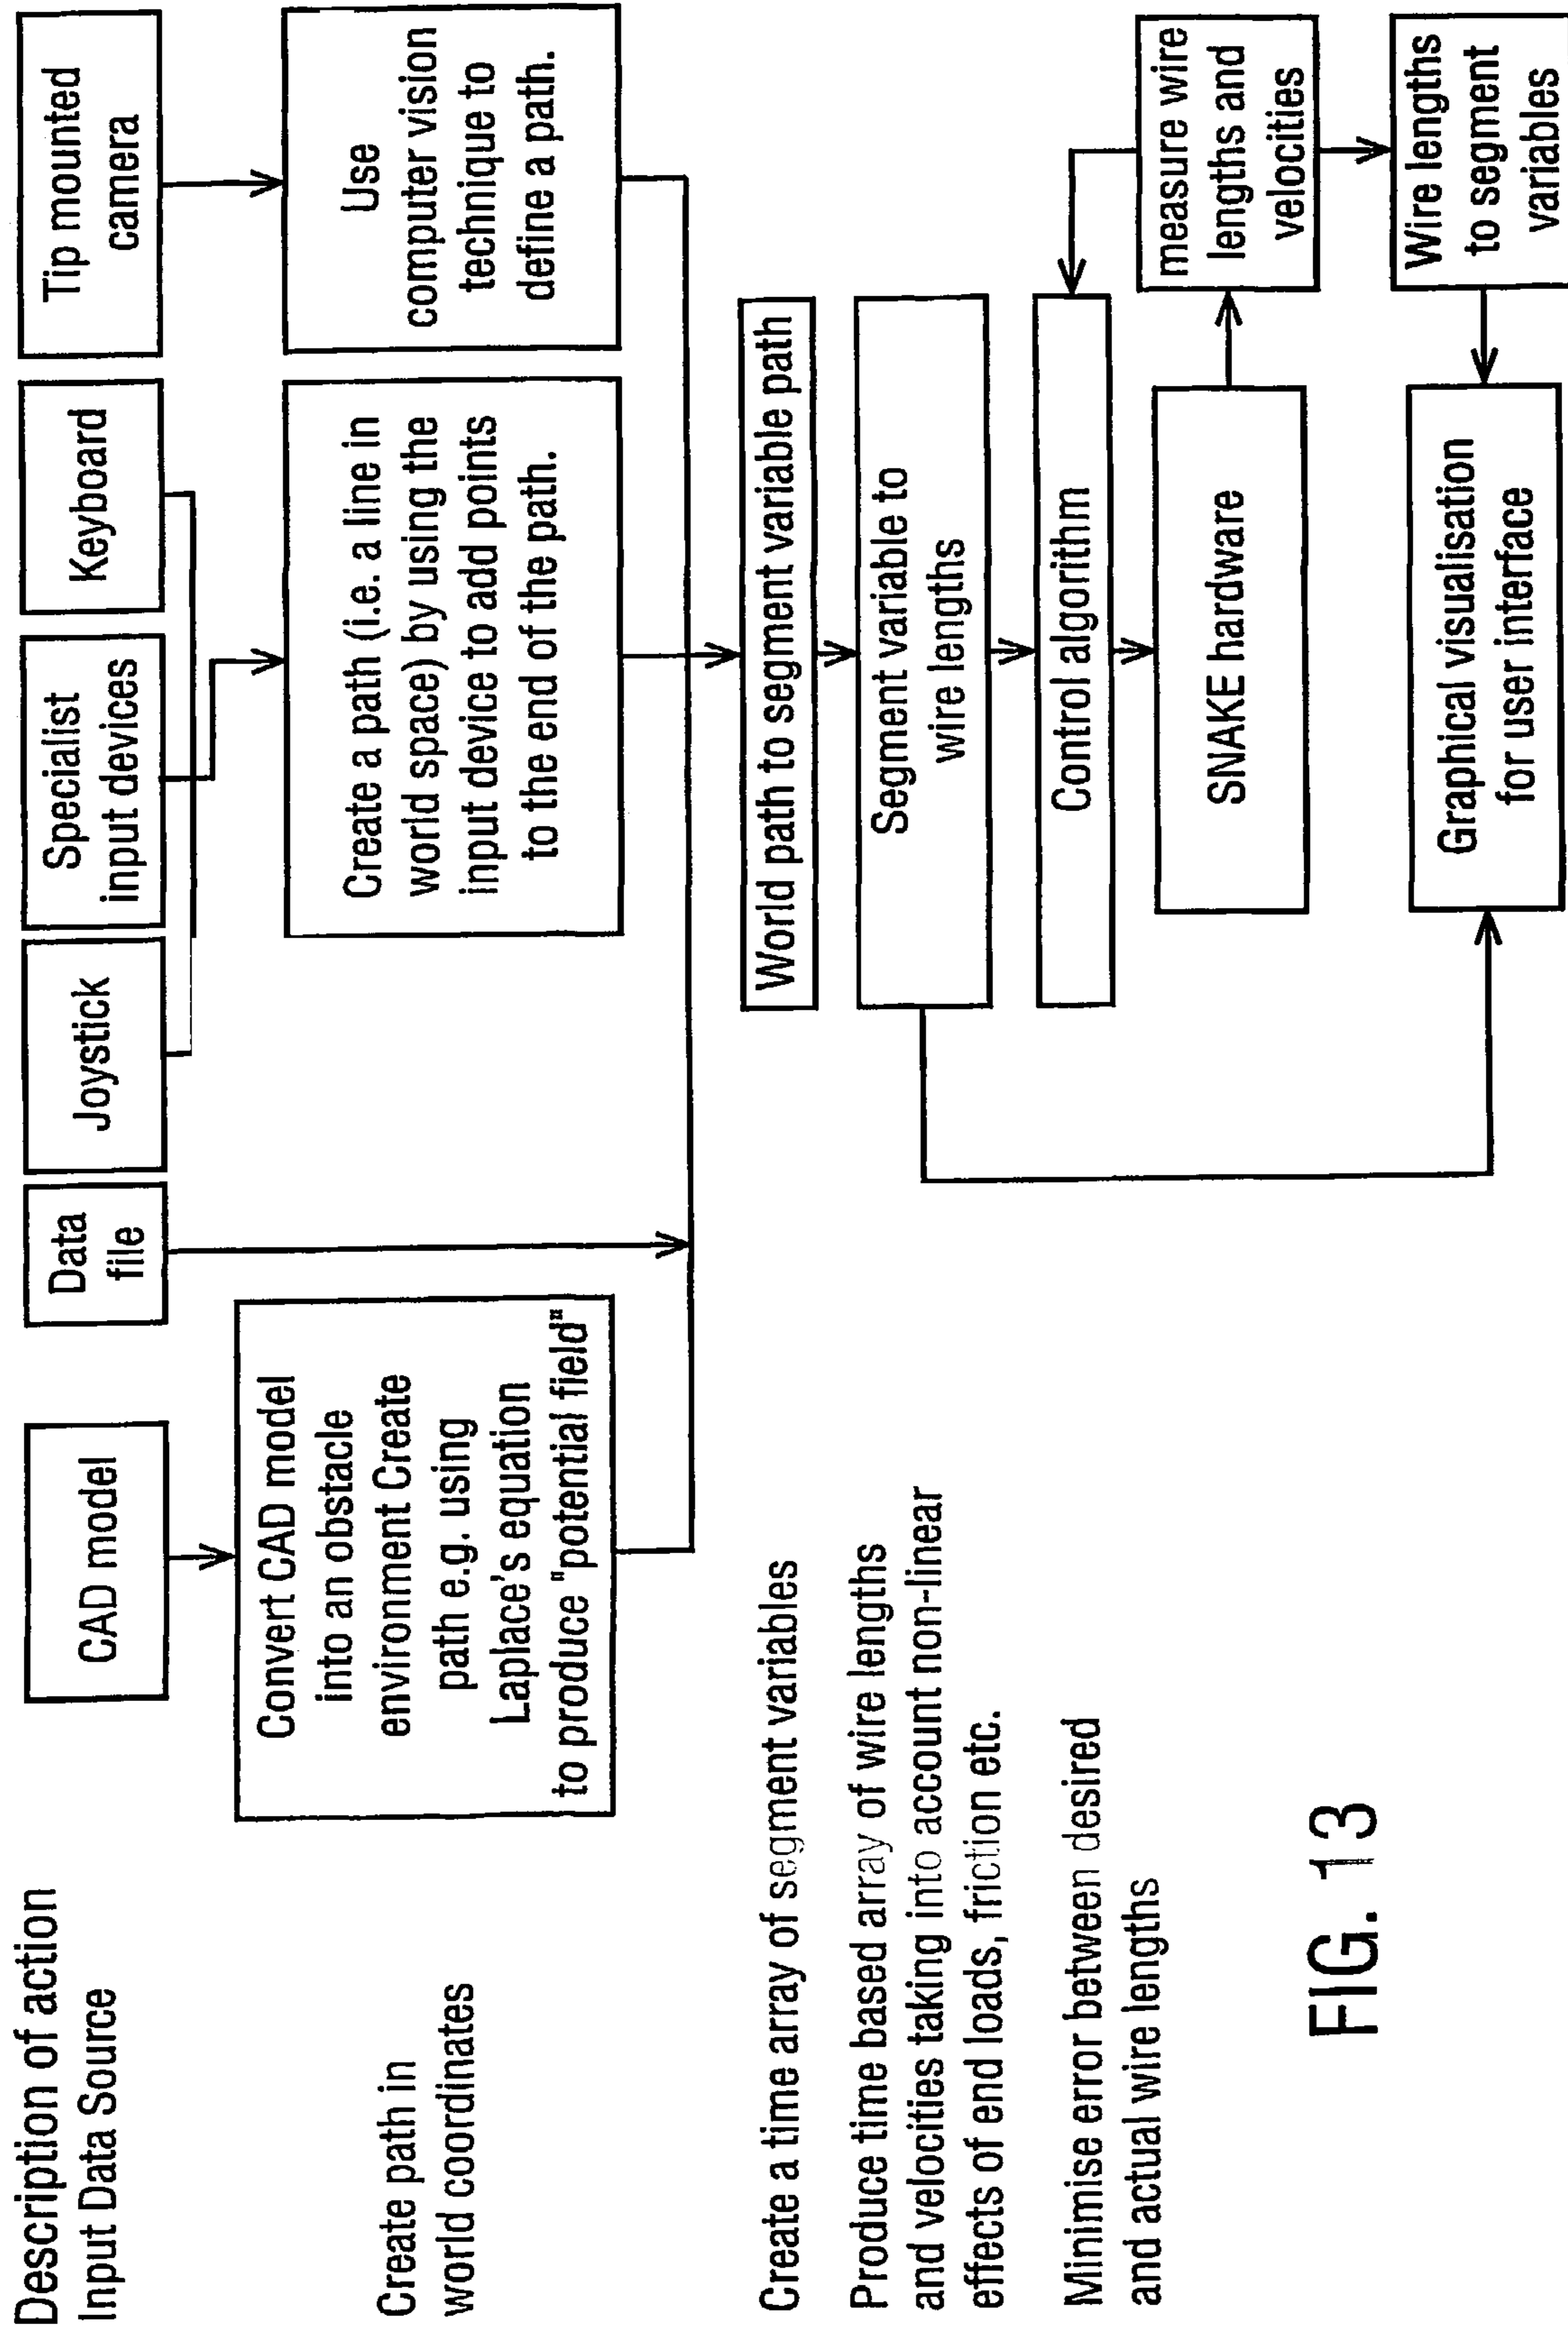 Description of action
Input Data Source
CAD model
Data
file
Joystick
Specialist
input devices
Keyboard
Tip mounted
camera
Create path in
world coordinates
Convert CAD model
into an obstacle
environment Create
path e.g. using
Laplace's equation
to produce "potential field"
Create a path (i.e. a line in
world space) by using the
input device to add points
to the end of the path.
Use
computer vision
technique to
define a path.
Create a time array of segment variables
World path to segment variable path
Produce time based array of wire lengths
and velocities taking into account non-linear
effects of end loads, friction etc.
Segment variable to
wire lengths
Minimise error between desired
and actual wire lengths
Control algorithm
SNAKE hardware
measure wire
lengths and
velocities
Graphical visualisation
for user interface
Wire lengths
to segment
variables
FIG. 13